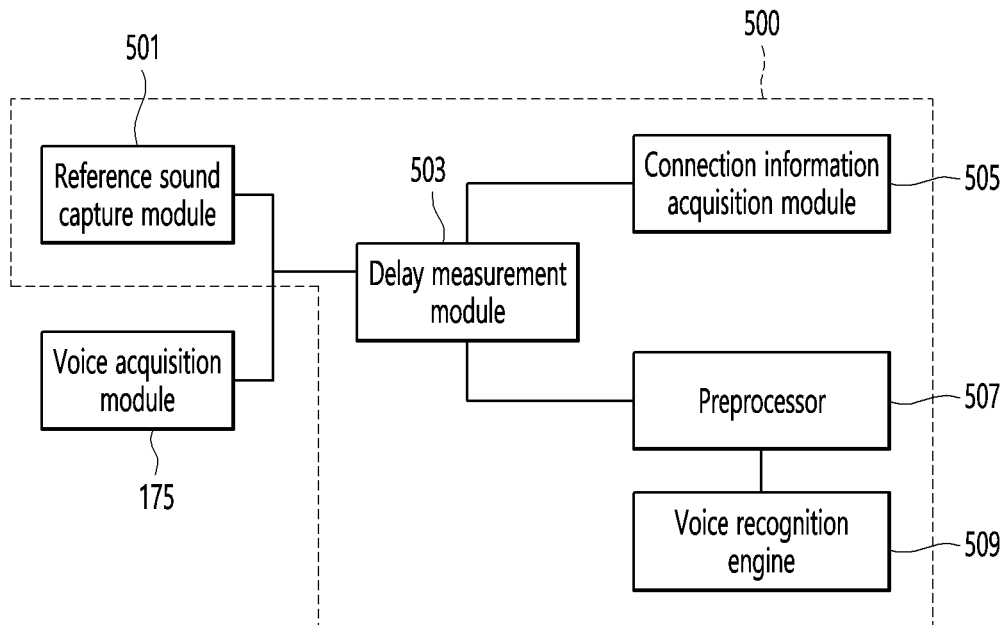 500
501
Reference sound
capture module
503
Connection information
acquisition module
505
Delay measurement
module
Voice acquisition
module
175
Preprocessor
507
Voice recognition
engine
509